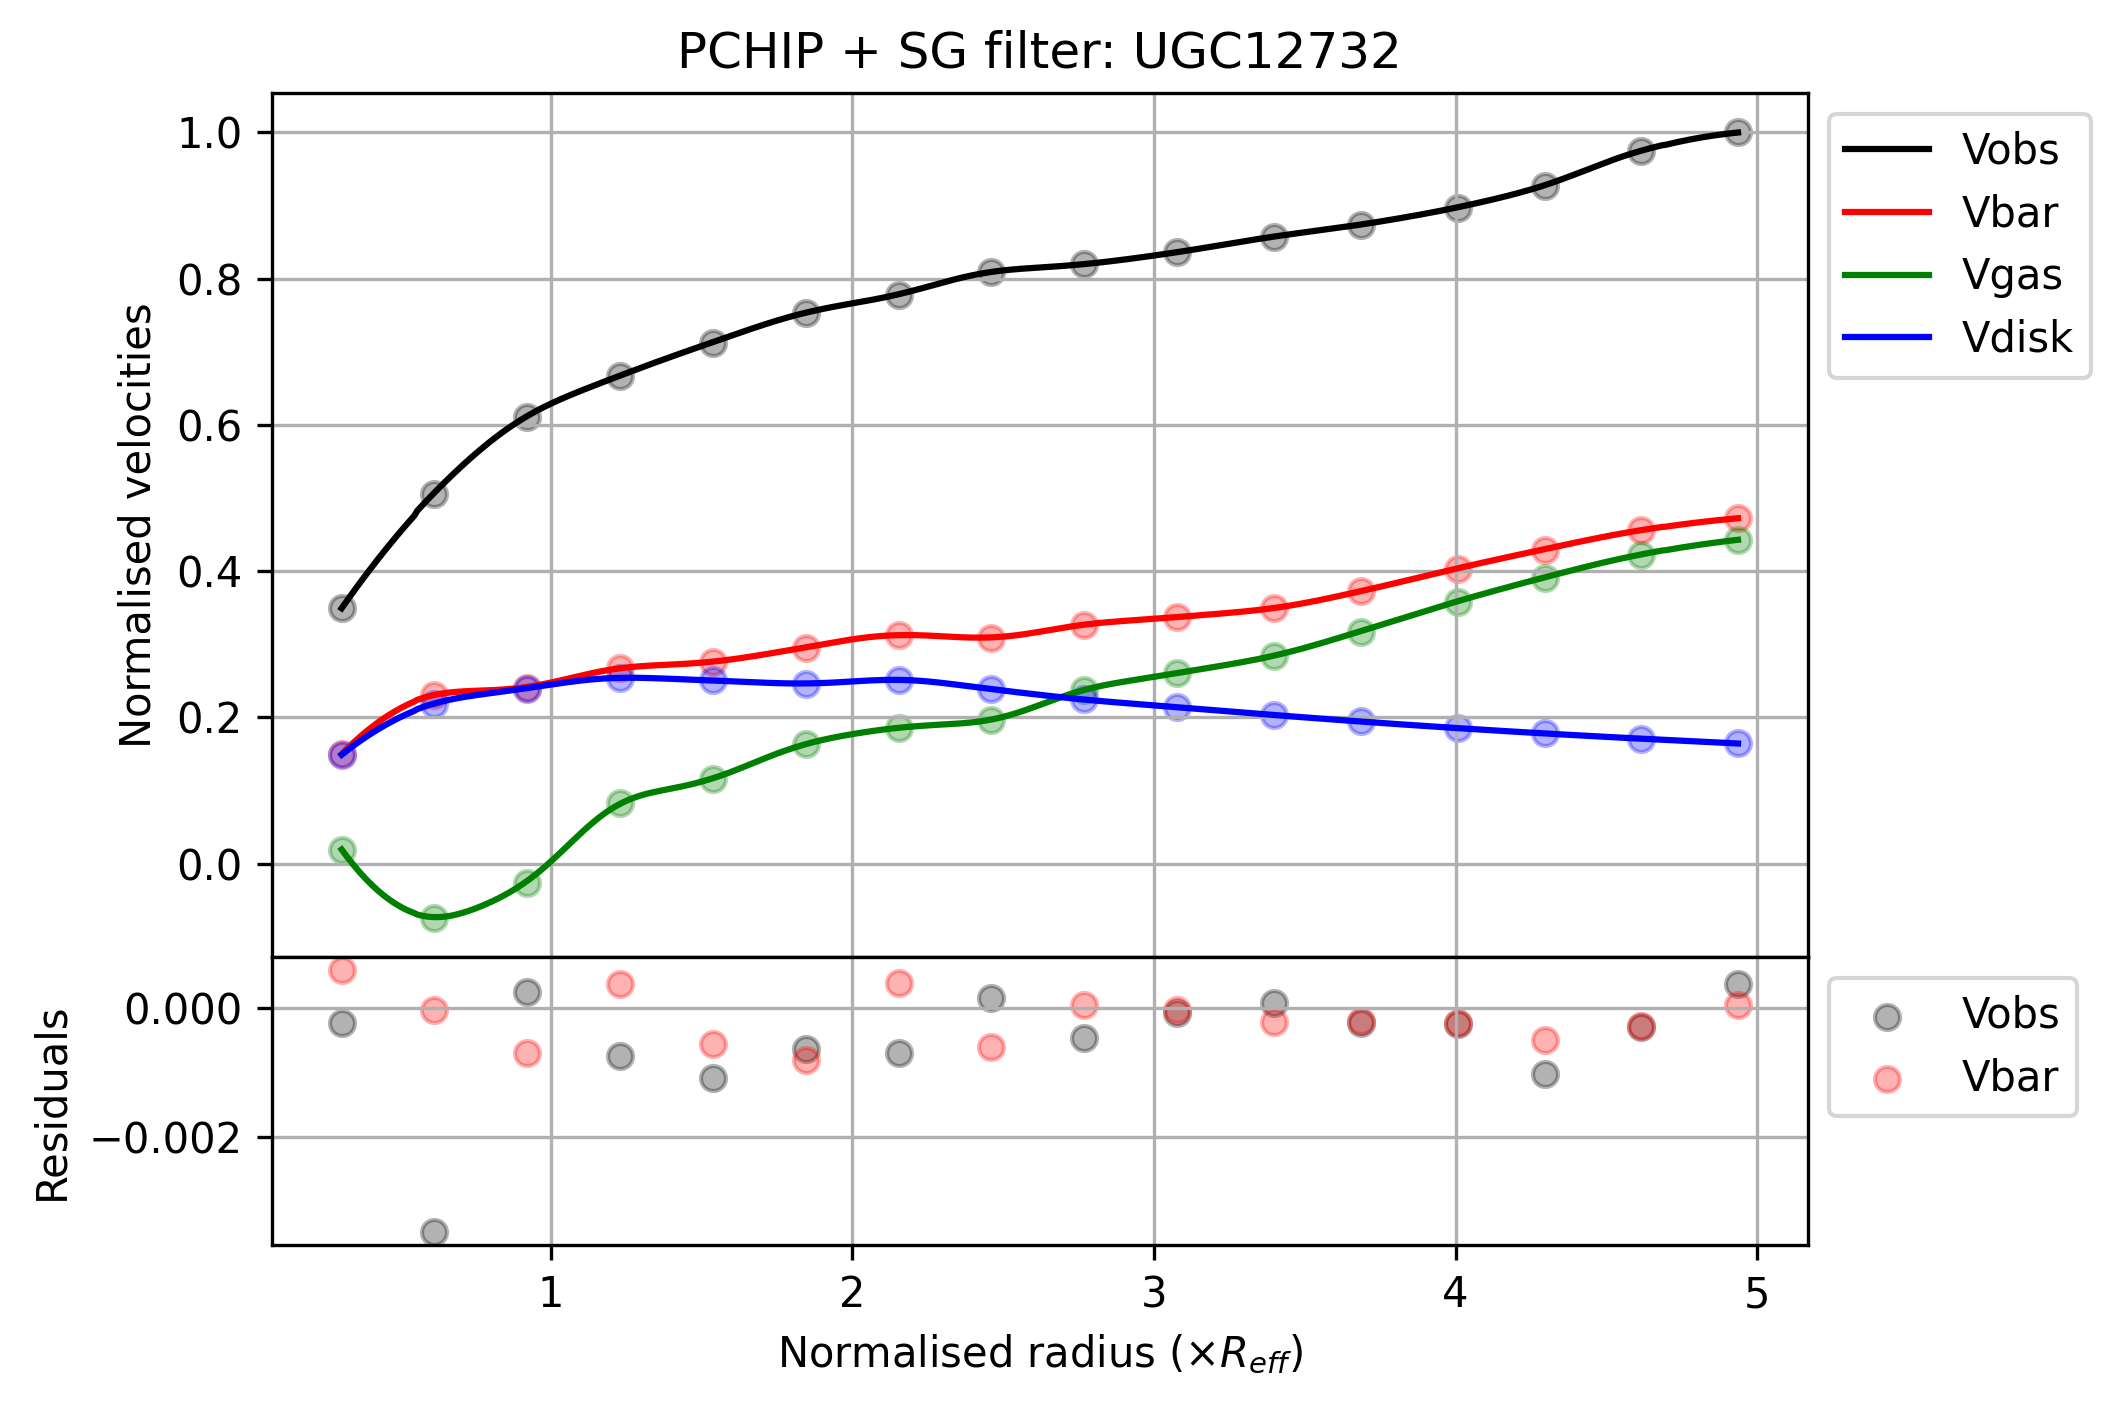 PCHIP + SG filter: UGC12732
1.0
0.8
0.6
0.4
0.2
0.0
Normalised velocities
Vobs
Vbar
Vgas
Vdisk
0.000
−0.002
Residuals
Vobs
Vbar
1 2 3 4 5
Normalised radius (×R_eff)